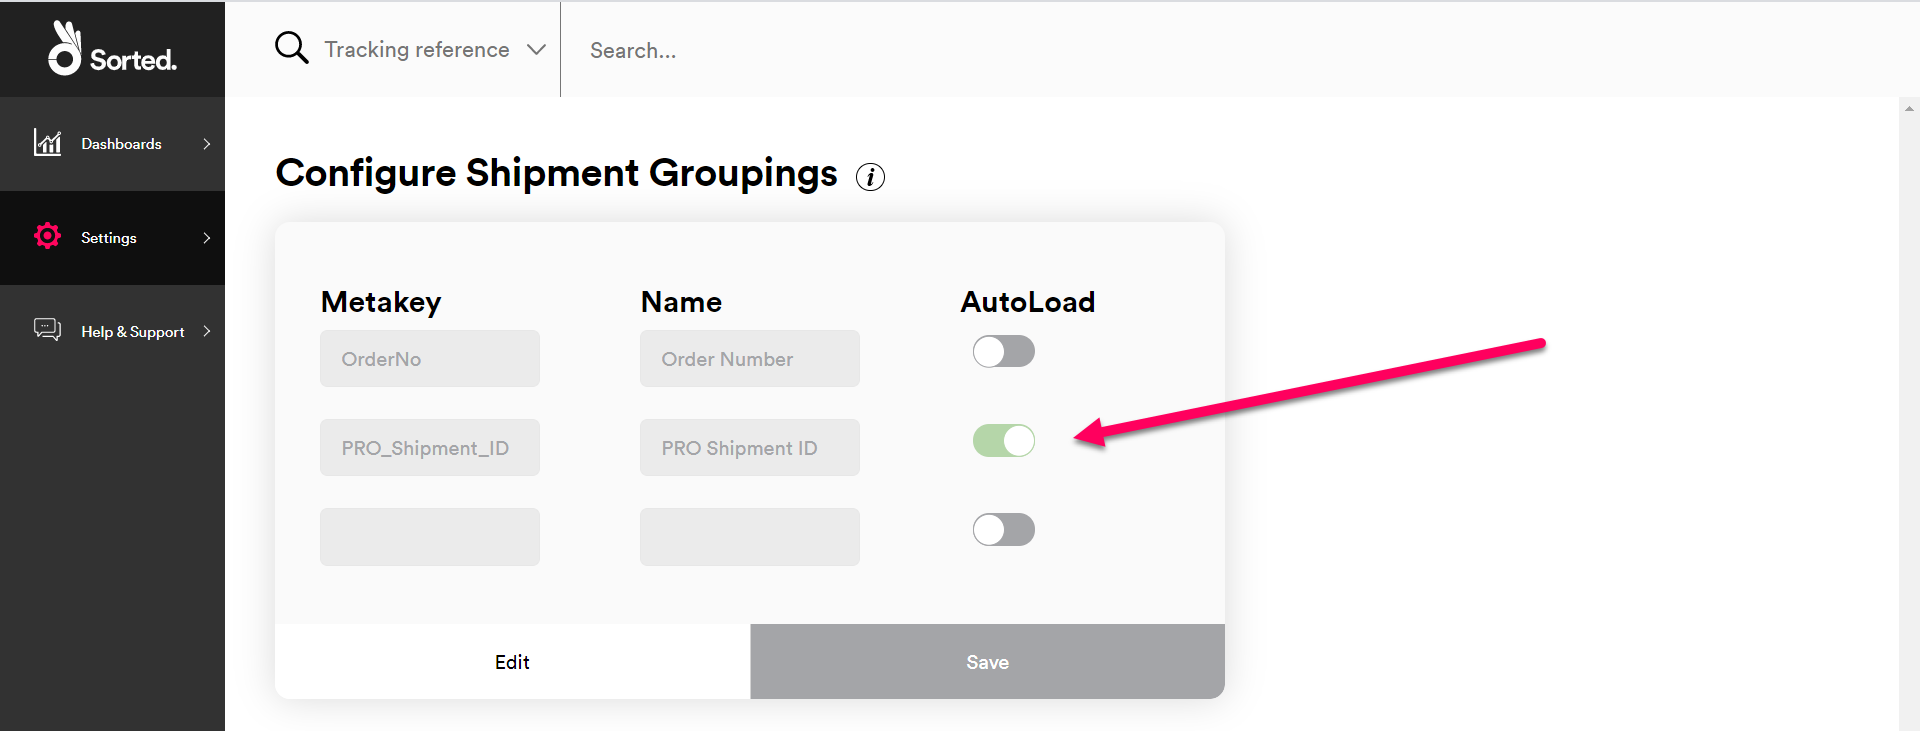 Sorted.
Tracking reference
Search...
Dashboards
Settings
Help & Support
Configure Shipment Groupings i
Metakey Name AutoLoad
OrderNo Order Number
PRO_Shipment_ID PRO Shipment ID
Edit Save